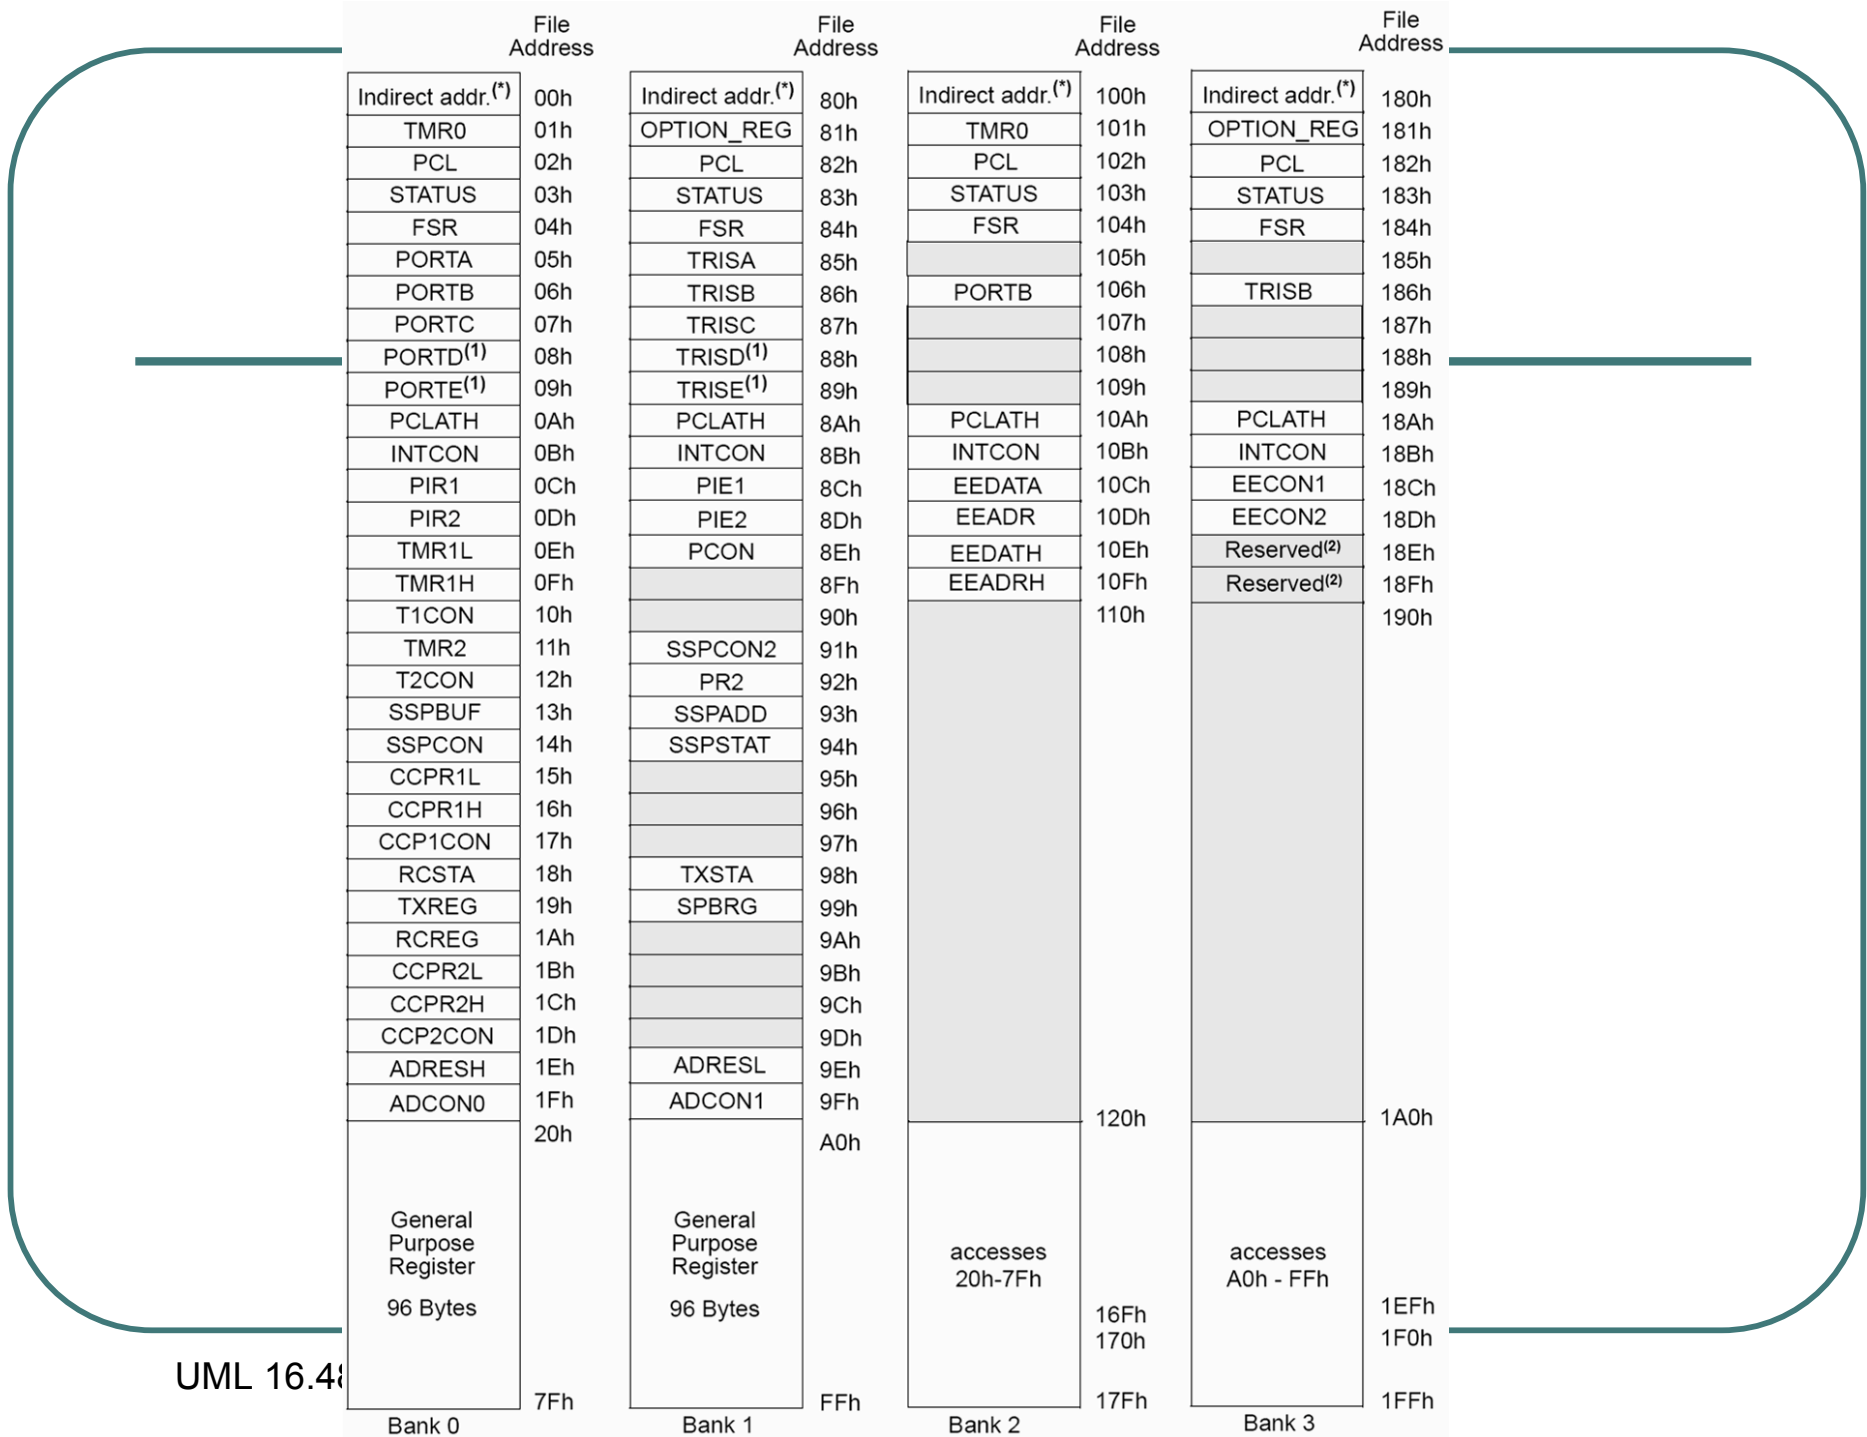 File Address File Address File Address File Address
Indirect addr.(*) 00h Indirect addr.(*) 80h Indirect addr.(*) 100h Indirect addr.(*) 180h
TMR0 01h OPTION_REG 81h TMR0 101h OPTION_REG 181h
PCL 02h PCL 82h PCL 102h PCL 182h
STATUS 03h STATUS 83h STATUS 103h STATUS 183h
FSR 04h FSR 84h FSR 104h FSR 184h
PORTA 05h TRISA 85h 105h 185h
PORTB 06h TRISB 86h PORTB 106h TRISB 186h
PORTC 07h TRISC 87h 107h 187h
PORTD(1) 08h TRISD(1) 88h 108h 188h
PORTE(1) 09h TRISE(1) 89h 109h 189h
PCLATH 0Ah PCLATH 8Ah PCLATH 10Ah PCLATH 18Ah
INTCON 0Bh INTCON 8Bh INTCON 10Bh INTCON 18Bh
PIR1 0Ch PIE1 8Ch EEDATA 10Ch EECON1 18Ch
PIR2 0Dh PIE2 8Dh EEADR 10Dh EECON2 18Dh
TMR1L 0Eh PCON 8Eh EEDATH 10Eh Reserved(2) 18Eh
TMR1H 0Fh 8Fh EEADRH 10Fh Reserved(2) 18Fh
T1CON 10h 90h 110h 190h
TMR2 11h SSPCON2 91h
T2CON 12h PR2 92h
SSPBUF 13h SSPADD 93h
SSPCON 14h SSPSTAT 94h
CCPR1L 15h 95h
CCPR1H 16h 96h
CCP1CON 17h 97h
RCSTA 18h TXSTA 98h
TXREG 19h SPBRG 99h
RCREG 1Ah 9Ah
CCPR2L 1Bh 9Bh
CCPR2H 1Ch 9Ch
CCP2CON 1Dh 9Dh
ADRESH 1Eh ADRESL 9Eh
ADCON0 1Fh ADCON1 9Fh
20h A0h 120h 1A0h
General General
Purpose Purpose
Register Register
accesses accesses
20h-7Fh A0h - FFh
96 Bytes 96 Bytes
16Fh 1EFh
170h 1F0h
7Fh FFh 17Fh 1FFh
Bank 0 Bank 1 Bank 2 Bank 3
UML 16.48